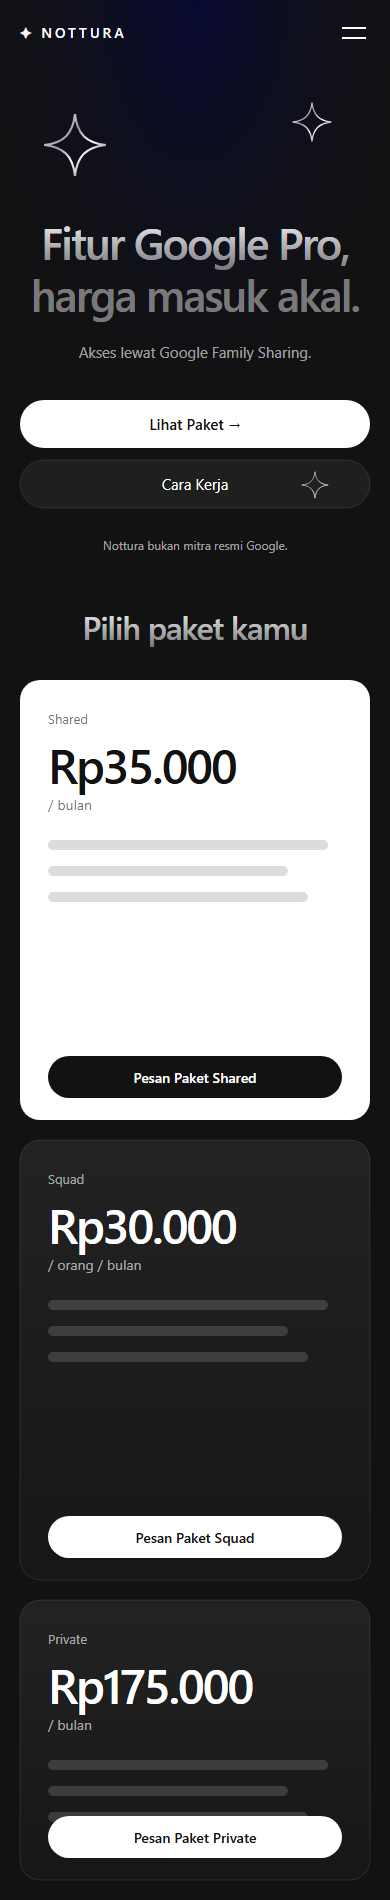 ✦ NOTTURA
Fitur Google Pro,
harga masuk akal.
Akses lewat Google Family Sharing.
Lihat Paket →
Cara Kerja
Nottura bukan mitra resmi Google.
Pilih paket kamu
Shared
Rp35.000
/ bulan
Pesan Paket Shared
Squad
Rp30.000
/ orang / bulan
Pesan Paket Squad
Private
Rp175.000
/ bulan
Pesan Paket Private